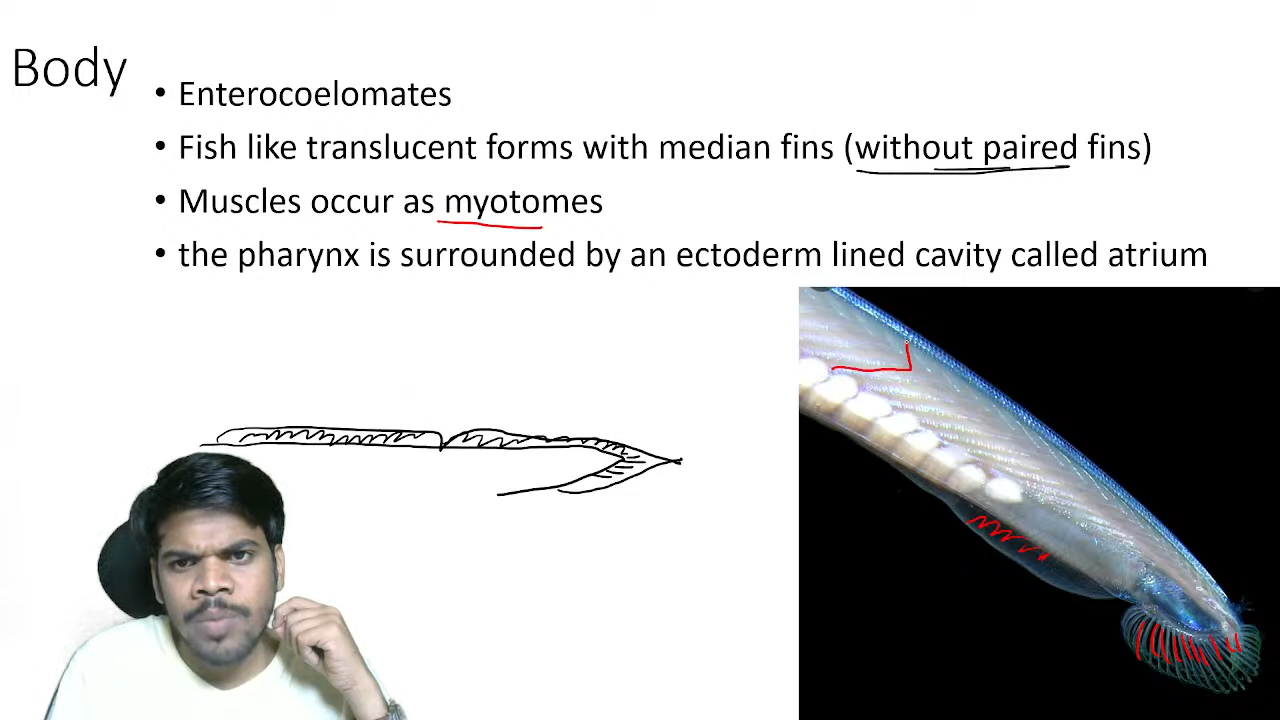 Body
• Enterocoelomates
• Fish like translucent forms with median fins (without paired fins)
• Muscles occur as myotomes
• the pharynx is surrounded by an ectoderm lined cavity called atrium